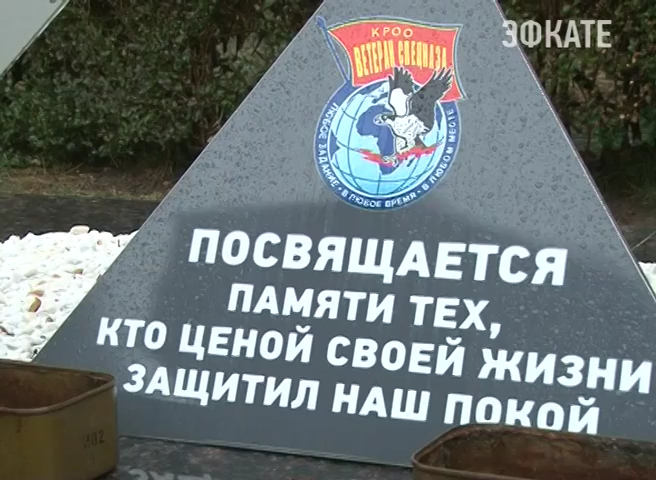 ЭФКАТЕ
КРОО
ВЕТЕРАН СПЕЦНАЗА
ЛЮБОЕ ЗАДАНИЕ • В ЛЮБОЕ ВРЕМЯ • В ЛЮБОМ МЕСТЕ
ПОСВЯЩАЕТСЯ
ПАМЯТИ ТЕХ,
КТО ЦЕНОЙ СВОЕЙ ЖИЗНИ
ЗАЩИТИЛ НАШ ПОКОЙ